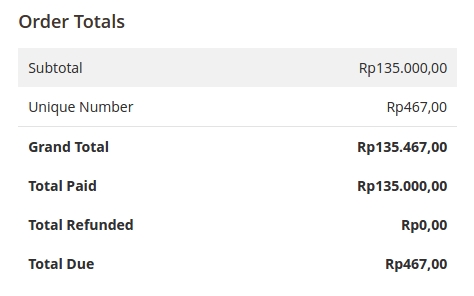 Order Totals
Subtotal Rp135.000,00
Unique Number Rp467,00
Grand Total Rp135.467,00
Total Paid Rp135.000,00
Total Refunded Rp0,00
Total Due Rp467,00